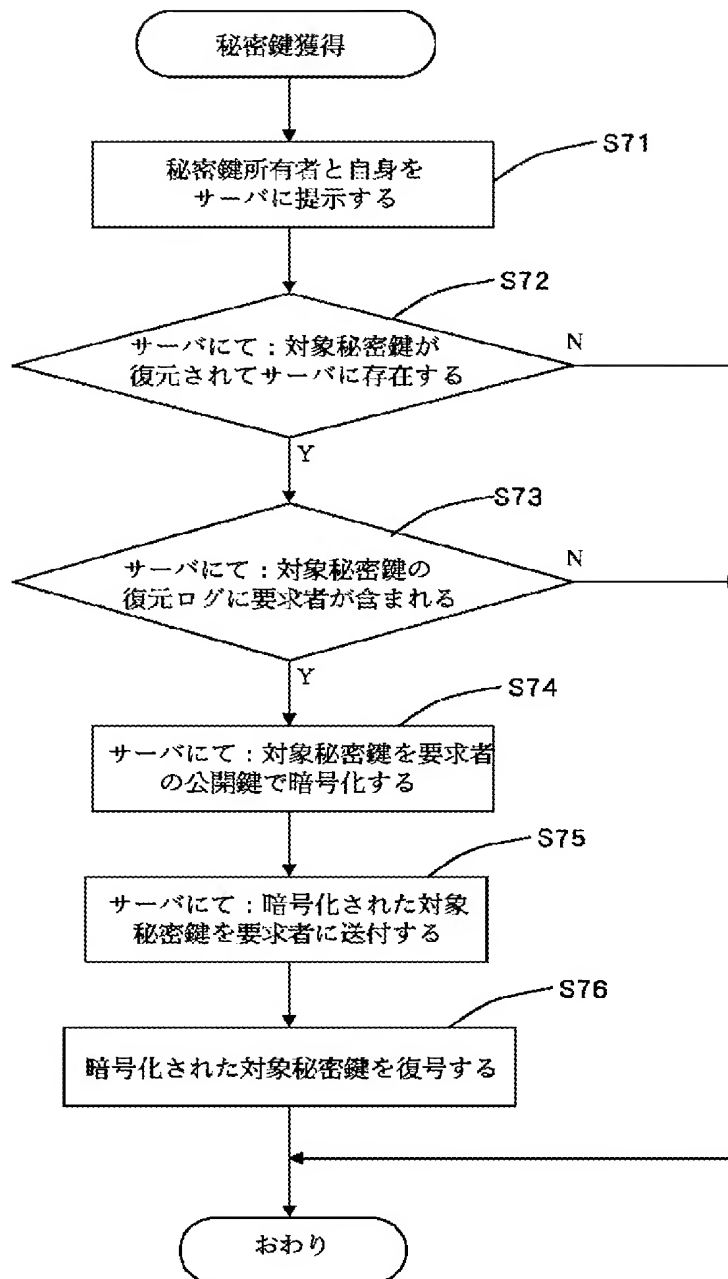 秘密鍵獲得
S71
秘密鍵所有者と自身を
サーバに提示する
S72
サーバにて：対象秘密鍵が
復元されてサーバに存在する
N
Y
S73
サーバにて：対象秘密鍵の
復元ログに要求者が含まれる
N
Y
S74
サーバにて：対象秘密鍵を要求者
の公開鍵で暗号化する
S75
サーバにて：暗号化された対象
秘密鍵を要求者に送付する
S76
暗号化された対象秘密鍵を復号する
おわり